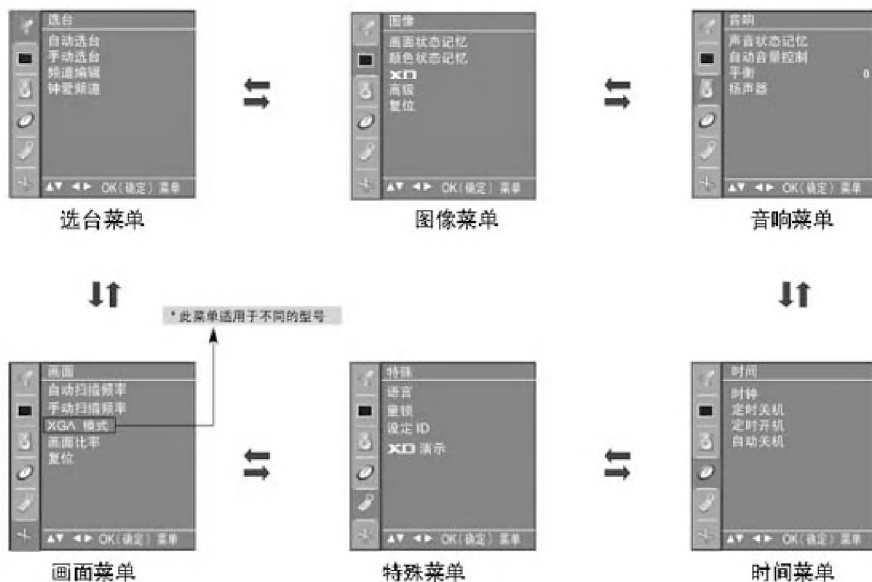 选台
自动选台
手动选台
频道编辑
钟爱频道
▲▼ ◄► OK(确定) 菜单
选台菜单
图像
画面状态记忆
颜色状态记忆
XD
高级
复位
▲▼ ◄► OK(确定) 菜单
图像菜单
音响
声音状态记忆
自动音量控制
平衡 0
扬声器
▲▼ ◄► OK(确定) 菜单
音响菜单
*此菜单适用于不同的型号
画面
自动扫描频率
手动扫描频率
XGA 模式
画面比率
复位
▲▼ ◄► OK(确定) 菜单
画面菜单
特殊
语言
童锁
设定 ID
XD 演示
▲▼ ◄► OK(确定) 菜单
特殊菜单
时间
时钟
定时关机
定时开机
自动关机
▲▼ ◄► OK(确定) 菜单
时间菜单